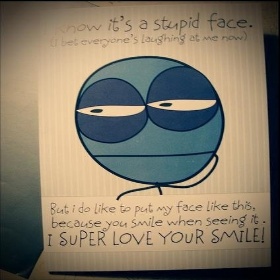 know it's a stupid face.
(I bet everyone's laughing at me now)
But i do like to put my face like this,
because you smile when seeing it.
I SUPER LOVE YOUR SMILE!